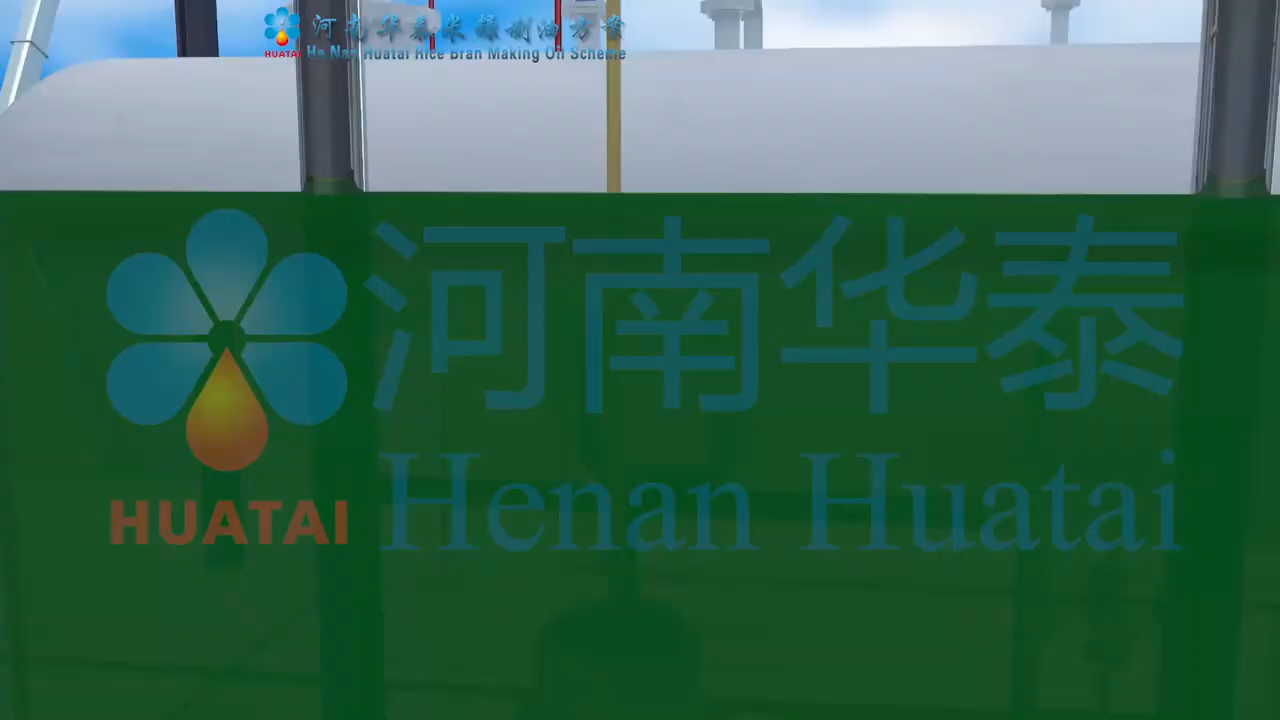 河南华泰米糠制油方案
HUATAI
He Nan Huatai Rice Bran Making Oil Scheme
河南华泰
Henan Huatai
HUATAI